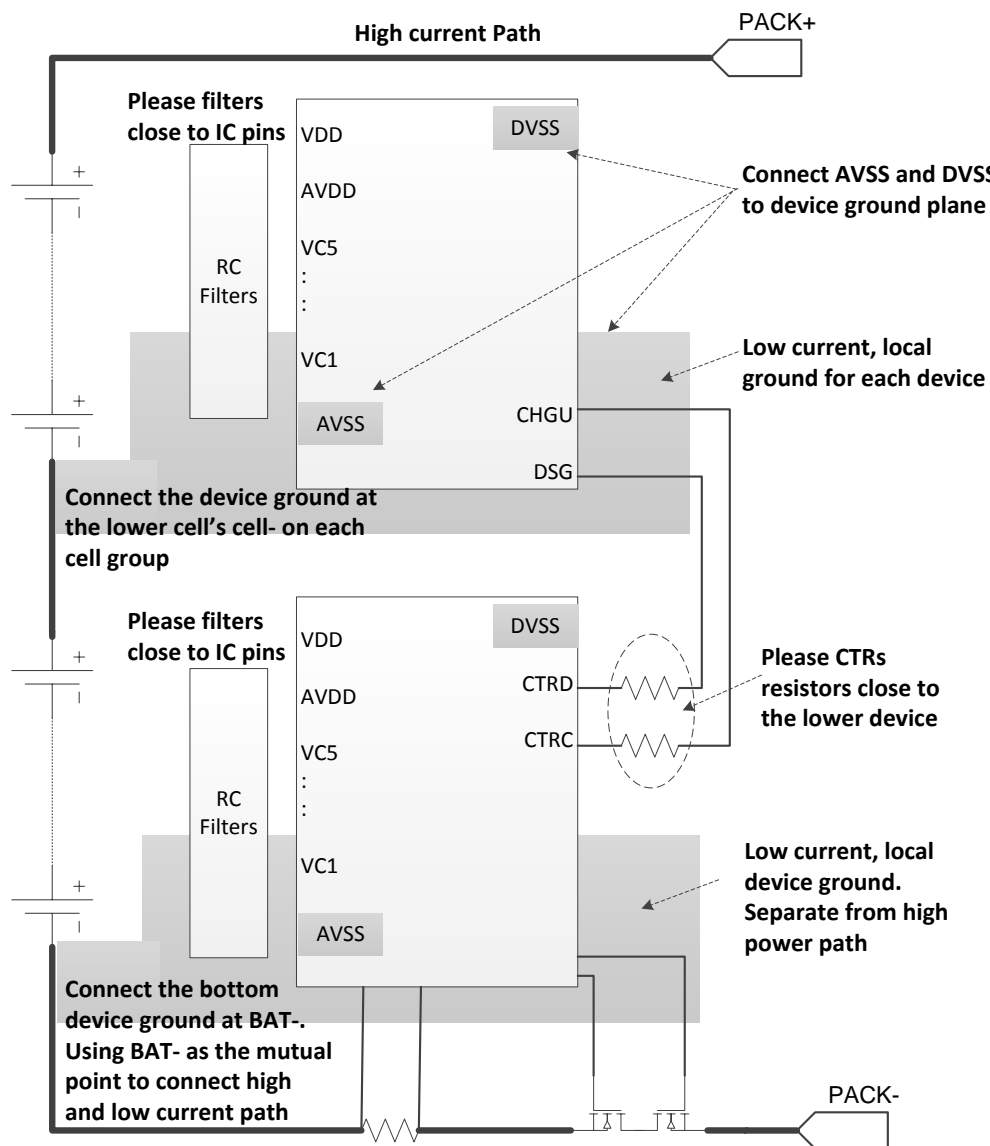 PACK+
High current Path
Please filters
close to IC pins
VDD
DVSS
AVDD
Connect AVSS and DVSS
to device ground plane
VC5
:
:
RC
Filters
VC1
Low current, local
ground for each device
CHGU
AVSS
DSG
Connect the device ground at
the lower cell's cell- on each
cell group
Please filters
close to IC pins
VDD
DVSS
CTRD
AVDD
Please CTRs
resistors close to
the lower device
CTRC
VC5
:
:
RC
Filters
VC1
Low current, local
device ground.
Separate from high
power path
AVSS
Connect the bottom
device ground at BAT-.
Using BAT- as the mutual
point to connect high
and low current path
PACK-
+
+
+
+